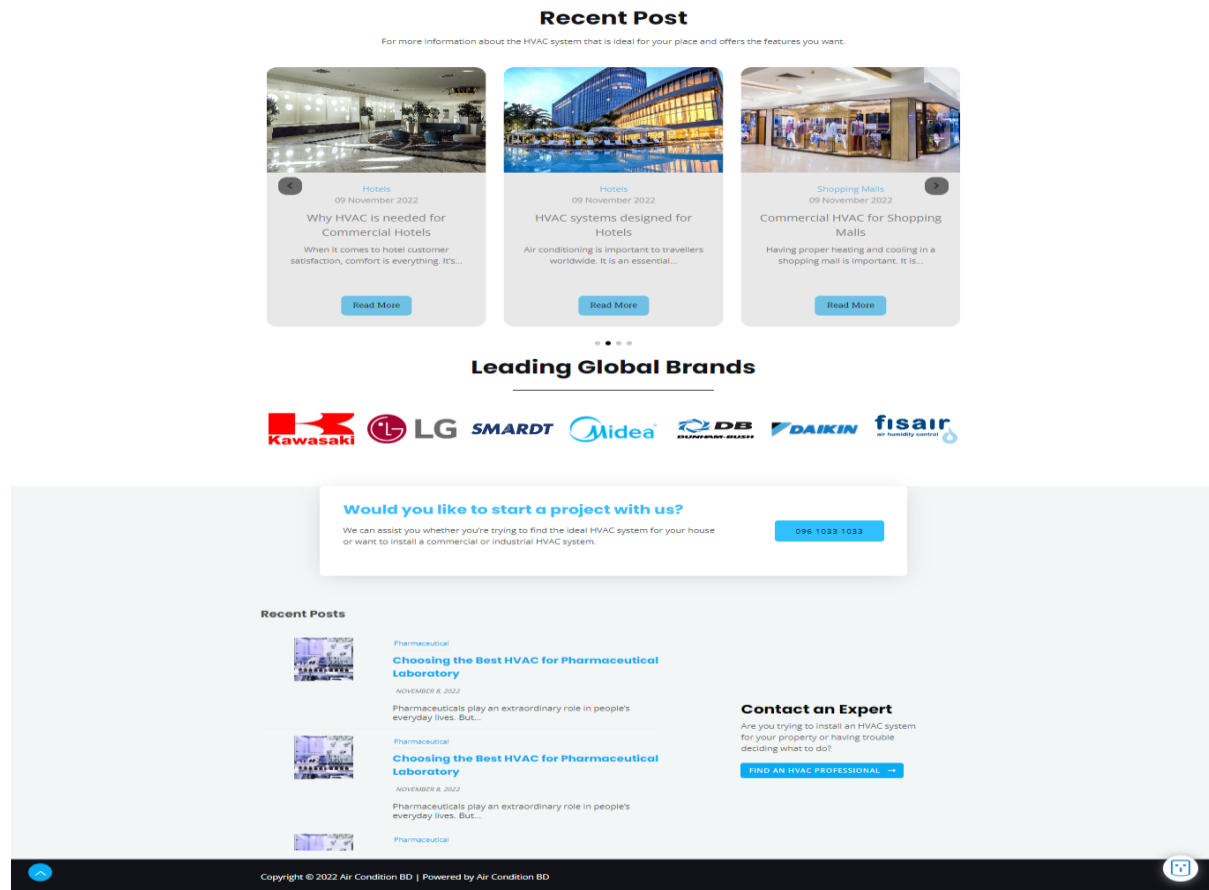 Recent Post
For more information about the HVAC system that is ideal for your place and offers the features you want.
Hotels
09 November 2022
Why HVAC is needed for
Commercial Hotels
When it comes to hotel customer
satisfaction, comfort is everything. It's...
Read More
Hotels
09 November 2022
HVAC systems designed for
Hotels
Air conditioning is important to travellers
worldwide. It is an essential...
Read More
Shopping Malls
09 November 2022
Commercial HVAC for Shopping
Malls
Having proper heating and cooling in a
shopping mall is important. It is...
Read More
Leading Global Brands
Kawasaki
LG
SMARDT
Midea
DB
DUNHAM-BUSH
DAIKIN
fisair
air humidity control
Would you like to start a project with us?
We can assist you whether you're trying to find the ideal HVAC system for your house
or want to install a commercial or industrial HVAC system.
096 1033 1033
Recent Posts
Pharmaceutical
Choosing the Best HVAC for Pharmaceutical
Laboratory
NOVEMBER 8, 2022
Pharmaceuticals play an extraordinary role in people's
everyday lives. But...
Pharmaceutical
Choosing the Best HVAC for Pharmaceutical
Laboratory
NOVEMBER 8, 2022
Pharmaceuticals play an extraordinary role in people's
everyday lives. But...
Pharmaceutical
Contact an Expert
Are you trying to install an HVAC system
for your property or having trouble
deciding what to do?
FIND AN HVAC PROFESSIONAL →
Copyright © 2022 Air Condition BD | Powered by Air Condition BD